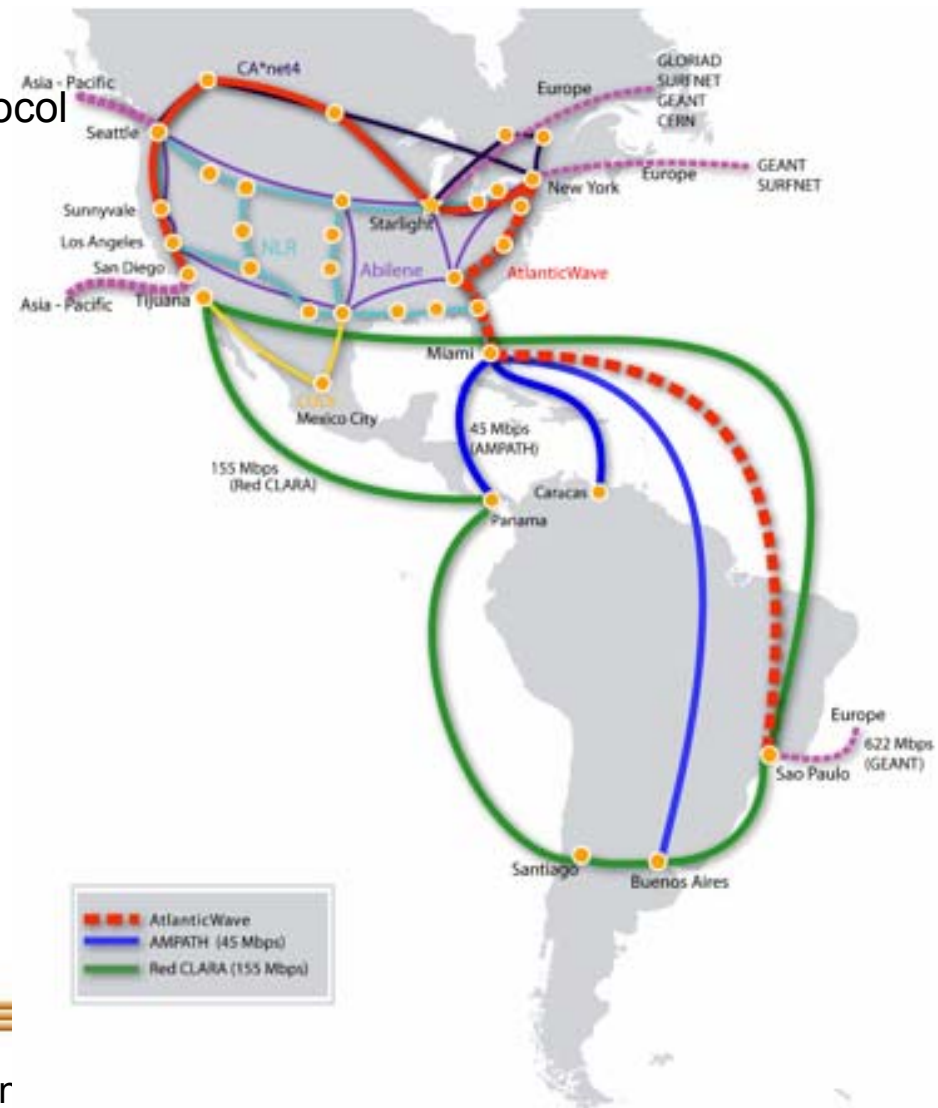 CA*net4
GLORIAD
SURFNET
GEANT
CERN
Europe
Asia - Pacific
ocol
Seattle
GEANT
SURFNET
Europe
New York
Sunnyvale
Starlight
Los Angeles
NLR
Abilene
AtlanticWave
San Diego
Asia - Pacific
Tijuana
Miami
Mexico City
45 Mbps
(AMPATH)
155 Mbps
(Red CLARA)
Caracas
Panama
Europe
622 Mbps
(GEANT)
Sao Paulo
Santiago
Buenos Aires
AtlanticWave
AMPATH (45 Mbps)
Red CLARA (155 Mbps)